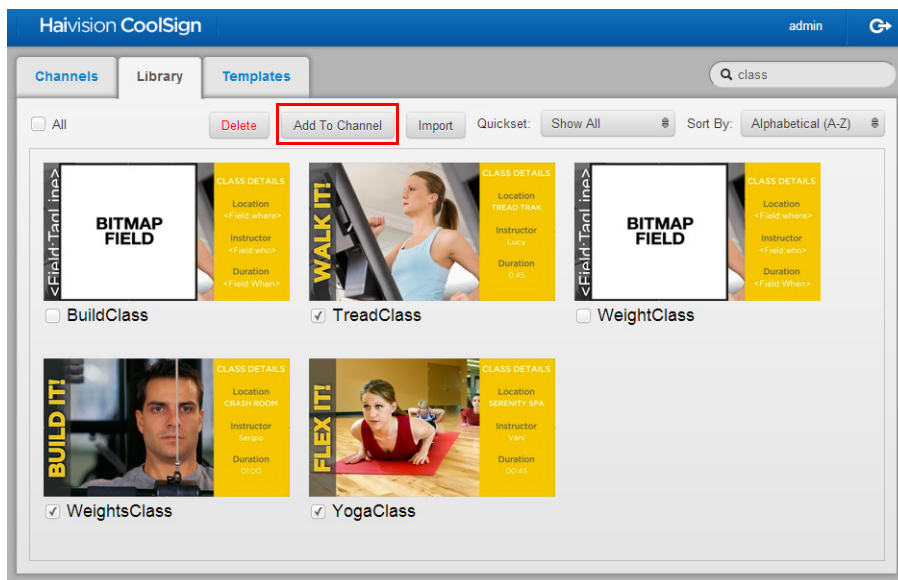 Haivision CoolSign
admin
Channels
Library
Templates
class
All
Delete
Add To Channel
Import
Quickset:
Show All
Sort By:
Alphabetical (A-Z)
<Field:TagLine>
BITMAP
FIELD
CLASS DETAILS
Location
<Field:where>
Instructor
<Field:who>
Duration
<Field:When>
BuildClass
WALK IT!
CLASS DETAILS
Location
TREAD TRAK
Instructor
Lucy
Duration
0:45
TreadClass
<Field:TagLine>
BITMAP
FIELD
CLASS DETAILS
Location
<Field:where>
Instructor
<Field:who>
Duration
<Field:When>
WeightClass
BUILD IT!
CLASS DETAILS
Location
CRASH ROOM
Instructor
Sergio
Duration
01:00
WeightsClass
FLEX IT!
CLASS DETAILS
Location
SERENITY SPA
Instructor
Vani
Duration
00:45
YogaClass